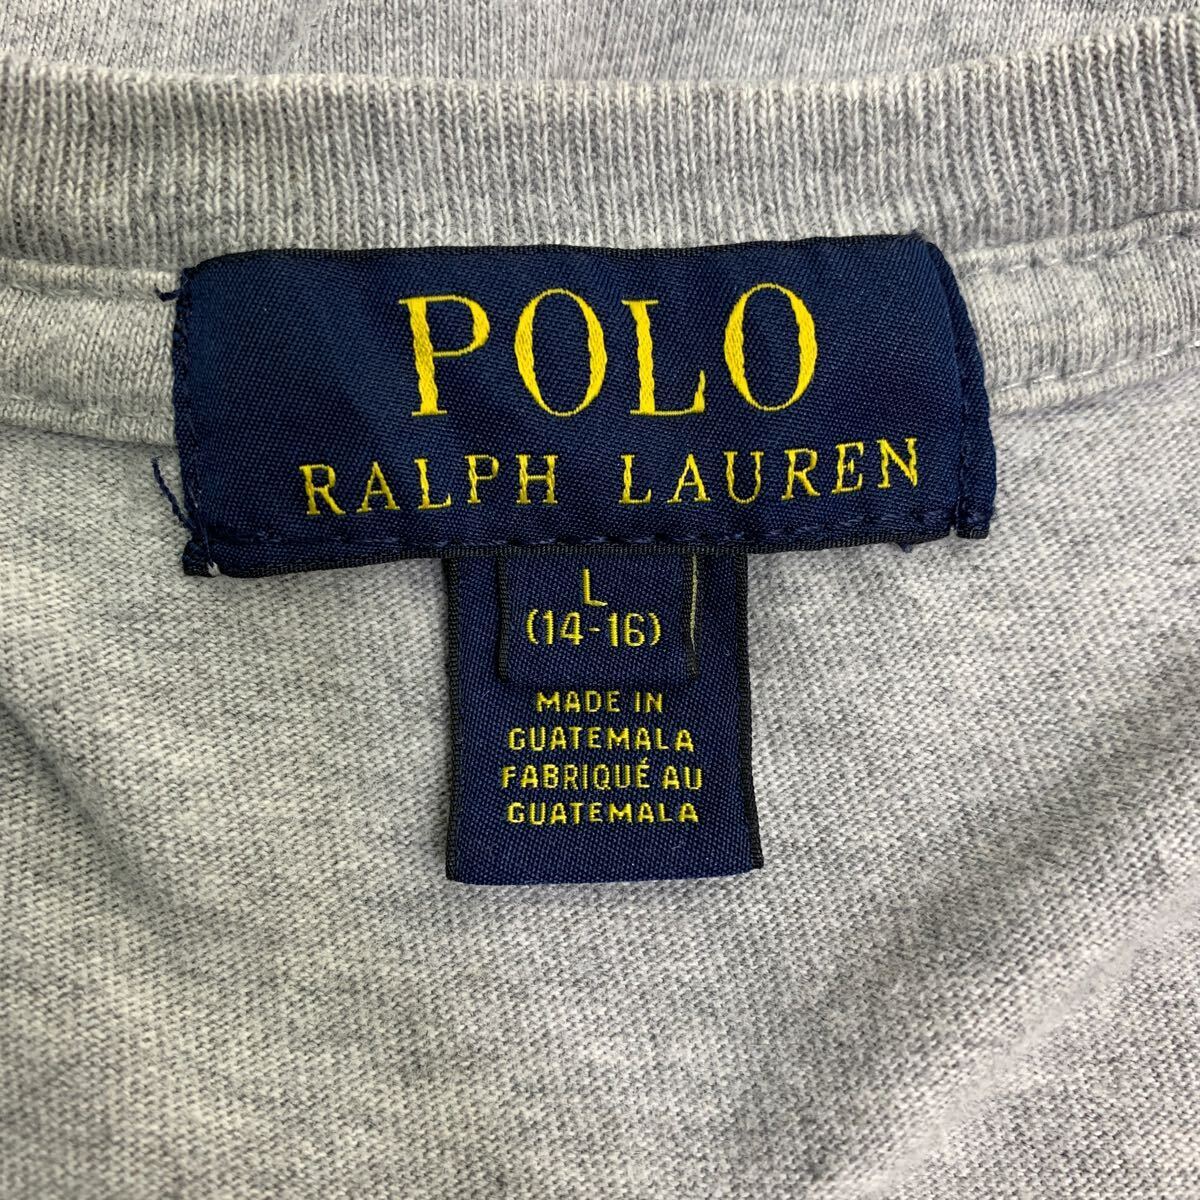 POLO
RALPH LAUREN
L
(14-16)
MADE IN
GUATEMALA
FABRIQUÉ AU
GUATEMALA